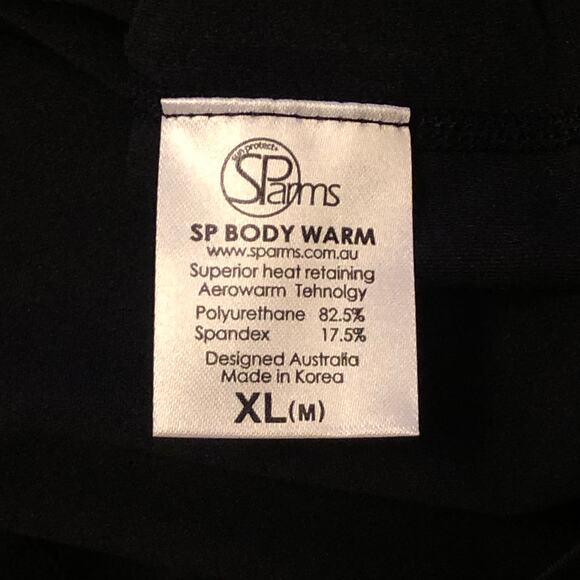 sun protect+
SParms
SP BODY WARM
www.sparms.com.au
Superior heat retaining
Aerowarm Tehnolgy
Polyurethane 82.5%
Spandex 17.5%
Designed Australia
Made in Korea
XL (M)